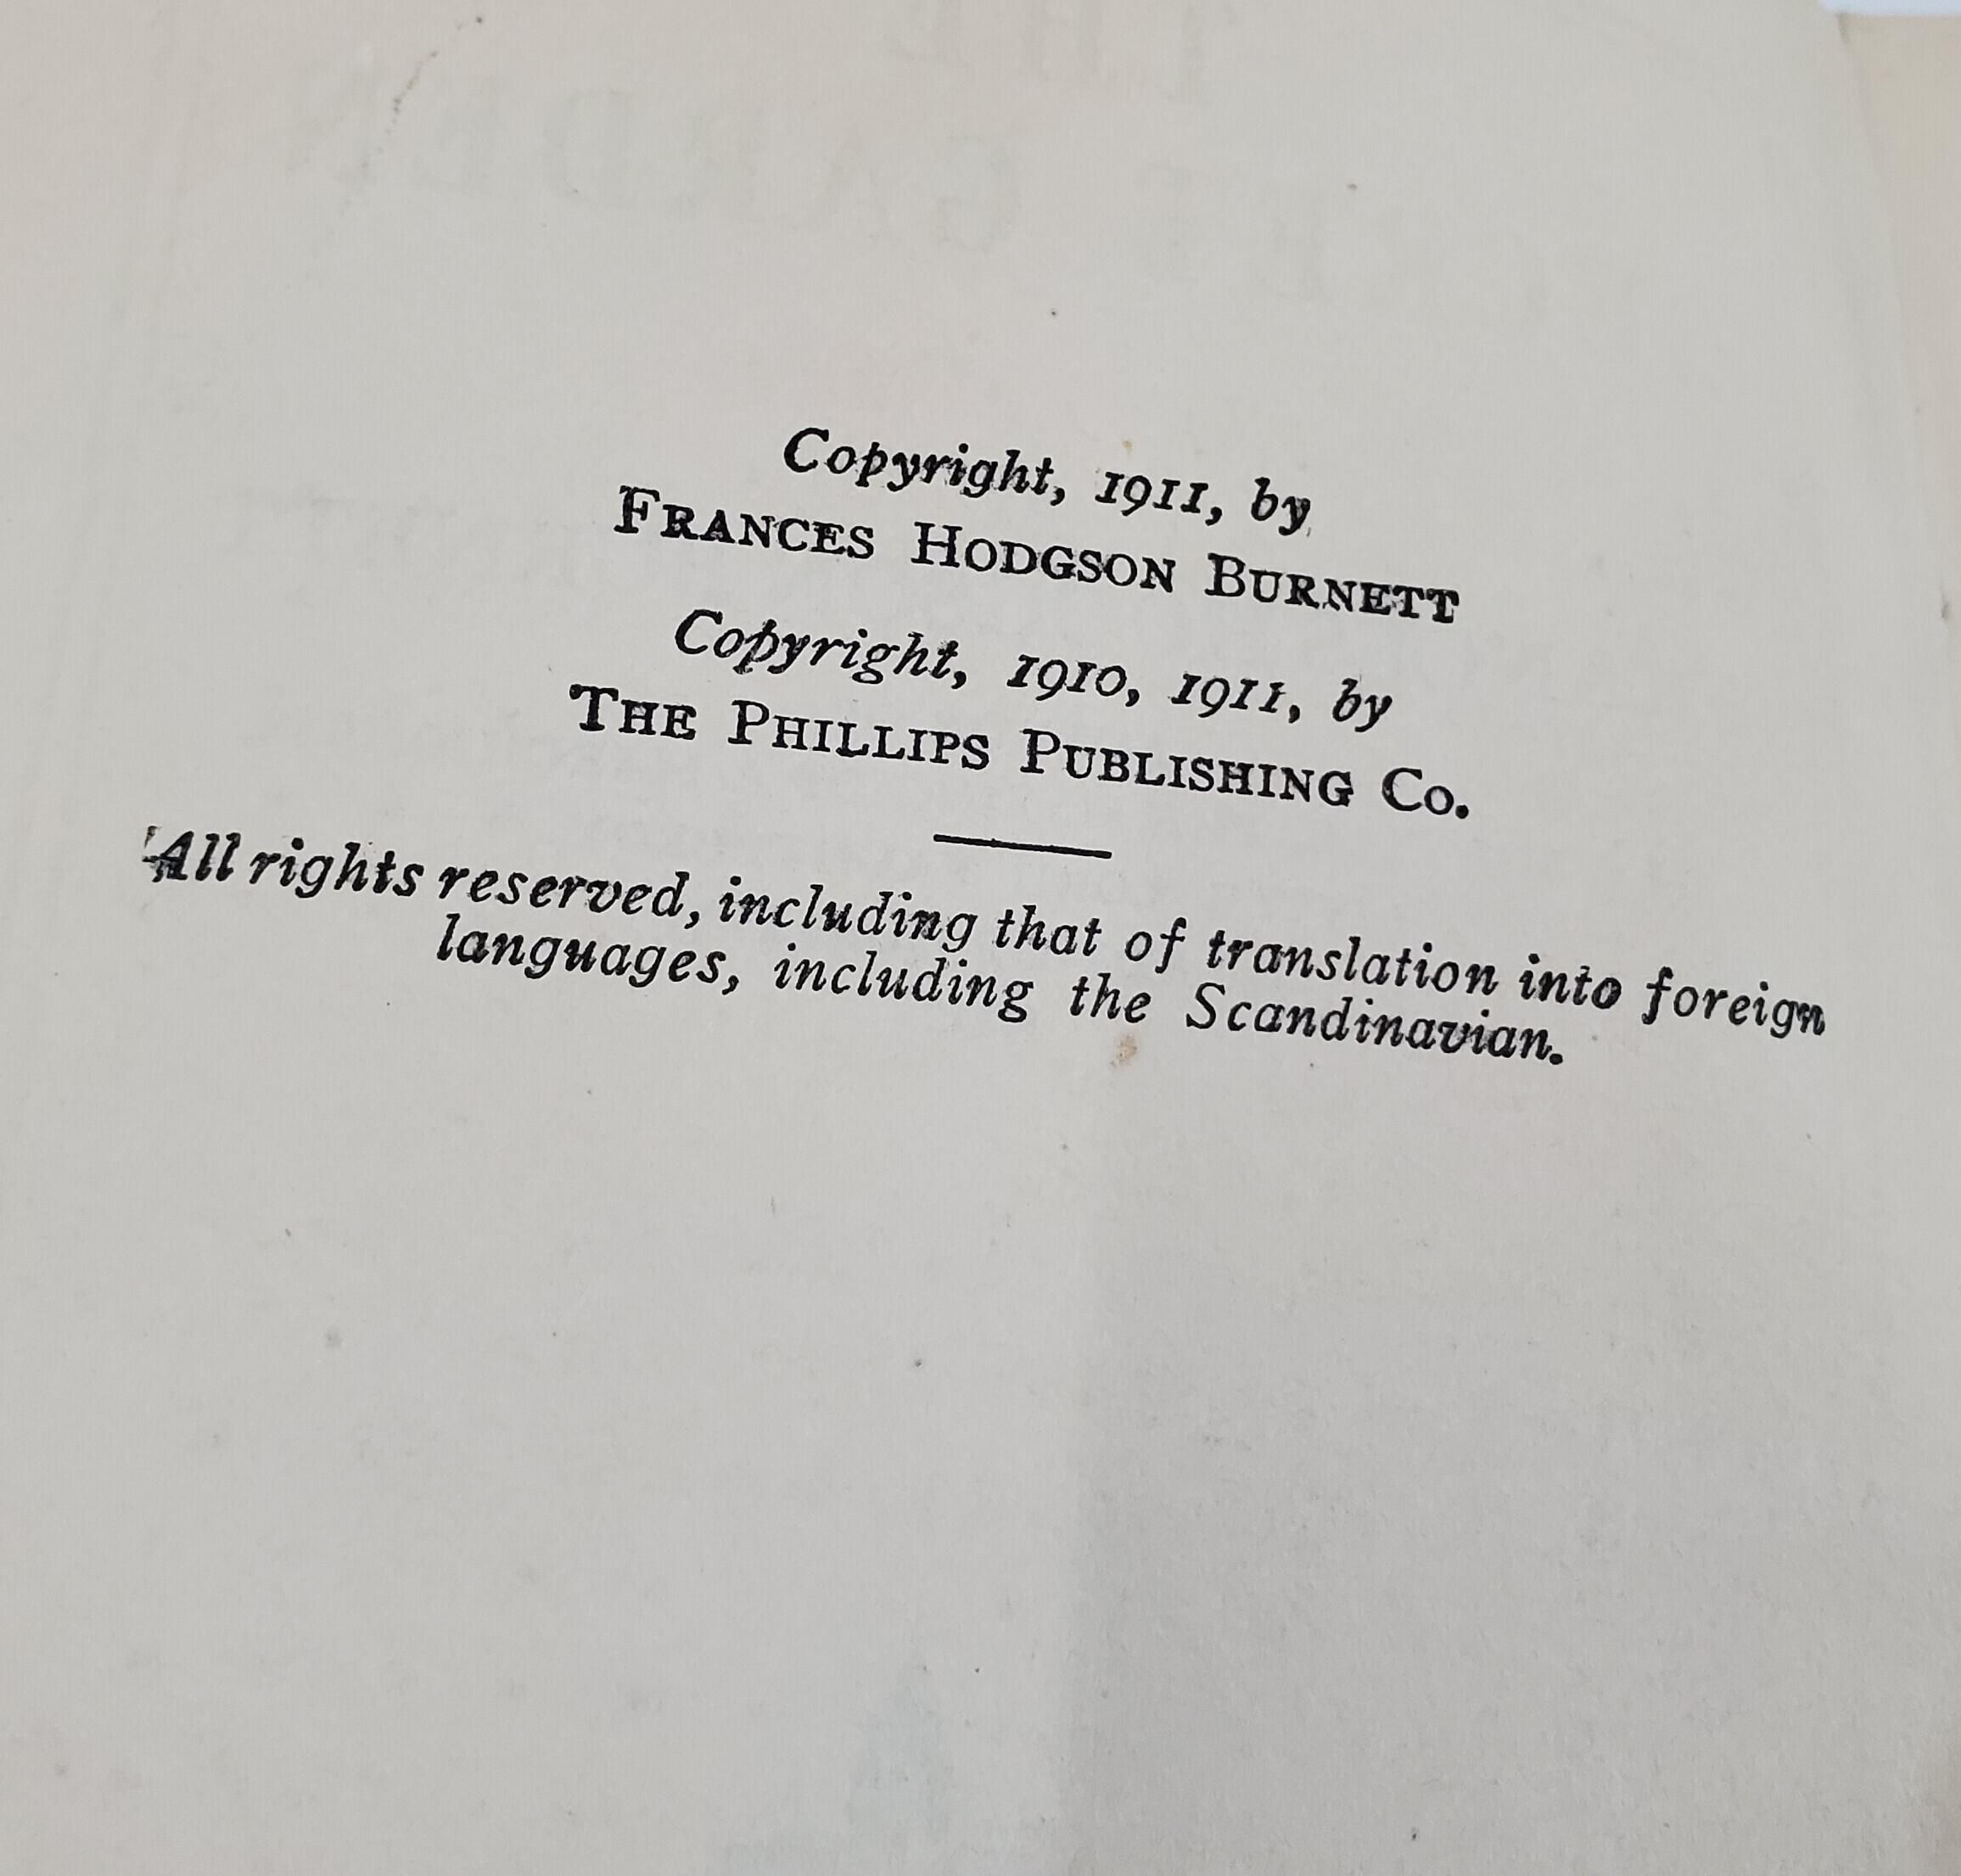 Copyright, 1911, by
FRANCES HODGSON BURNETT
Copyright, 1910, 1911, by
THE PHILLIPS PUBLISHING CO.
All rights reserved, including that of translation into foreign
languages, including the Scandinavian.